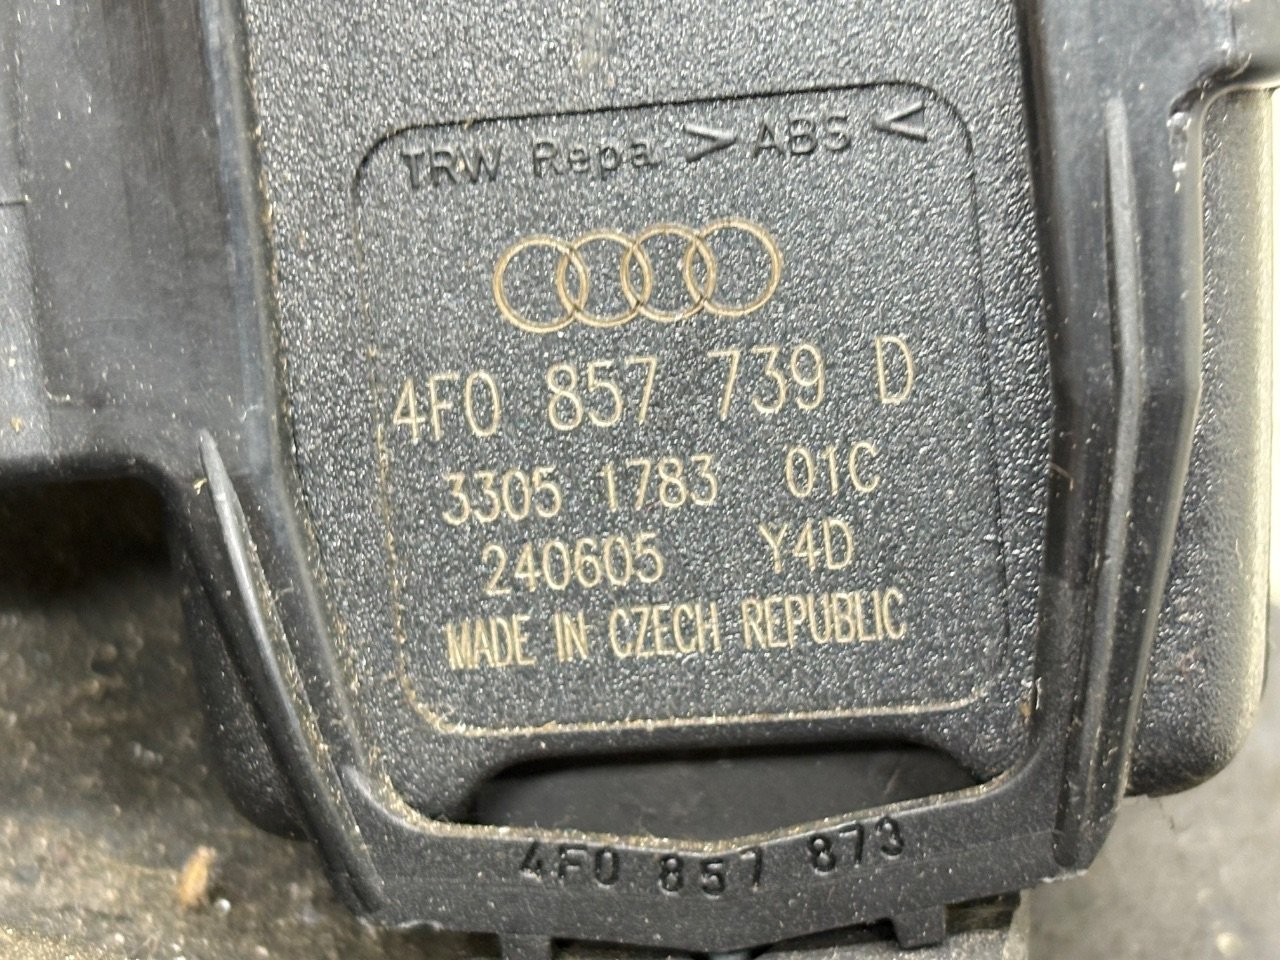 TRW Repa >ABS<
4F0 857 739 D
3305 1783 01C
240605 Y4D
MADE IN CZECH REPUBLIC
4F0 857 873